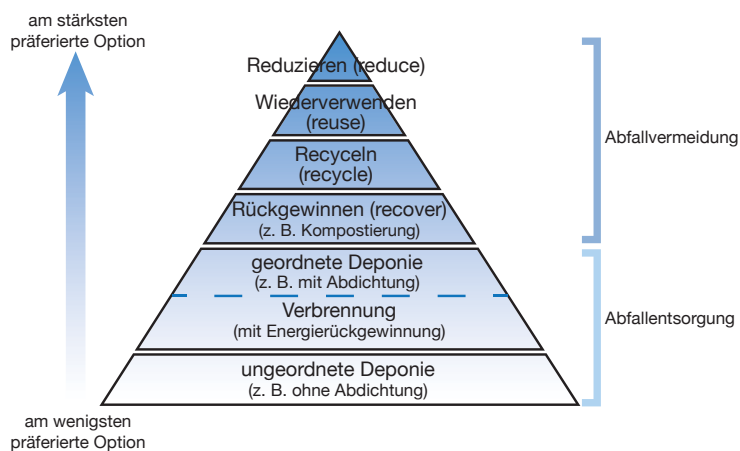 am stärksten
präferierte Option
Reduzieren (reduce)
Wiederverwenden
(reuse)
Recyceln
(recycle)
Rückgewinnen (recover)
(z. B. Kompostierung)
geordnete Deponie
(z. B. mit Abdichtung)
Verbrennung
(mit Energierückgewinnung)
ungeordnete Deponie
(z. B. ohne Abdichtung)
Abfallvermeidung
Abfallentsorgung
am wenigsten
präferierte Option